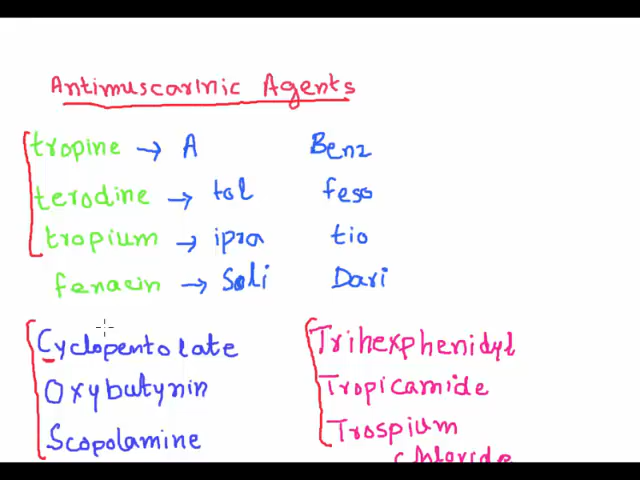 Antimuscarinic Agents
tropine → A Benz
terodine → tol feso
tropium → ipra tio
fenacin → Soli Dari
Cyclopentolate Trihexphenidyl
Oxybutynin Tropicamide
Scopolamine Trospium
chloride